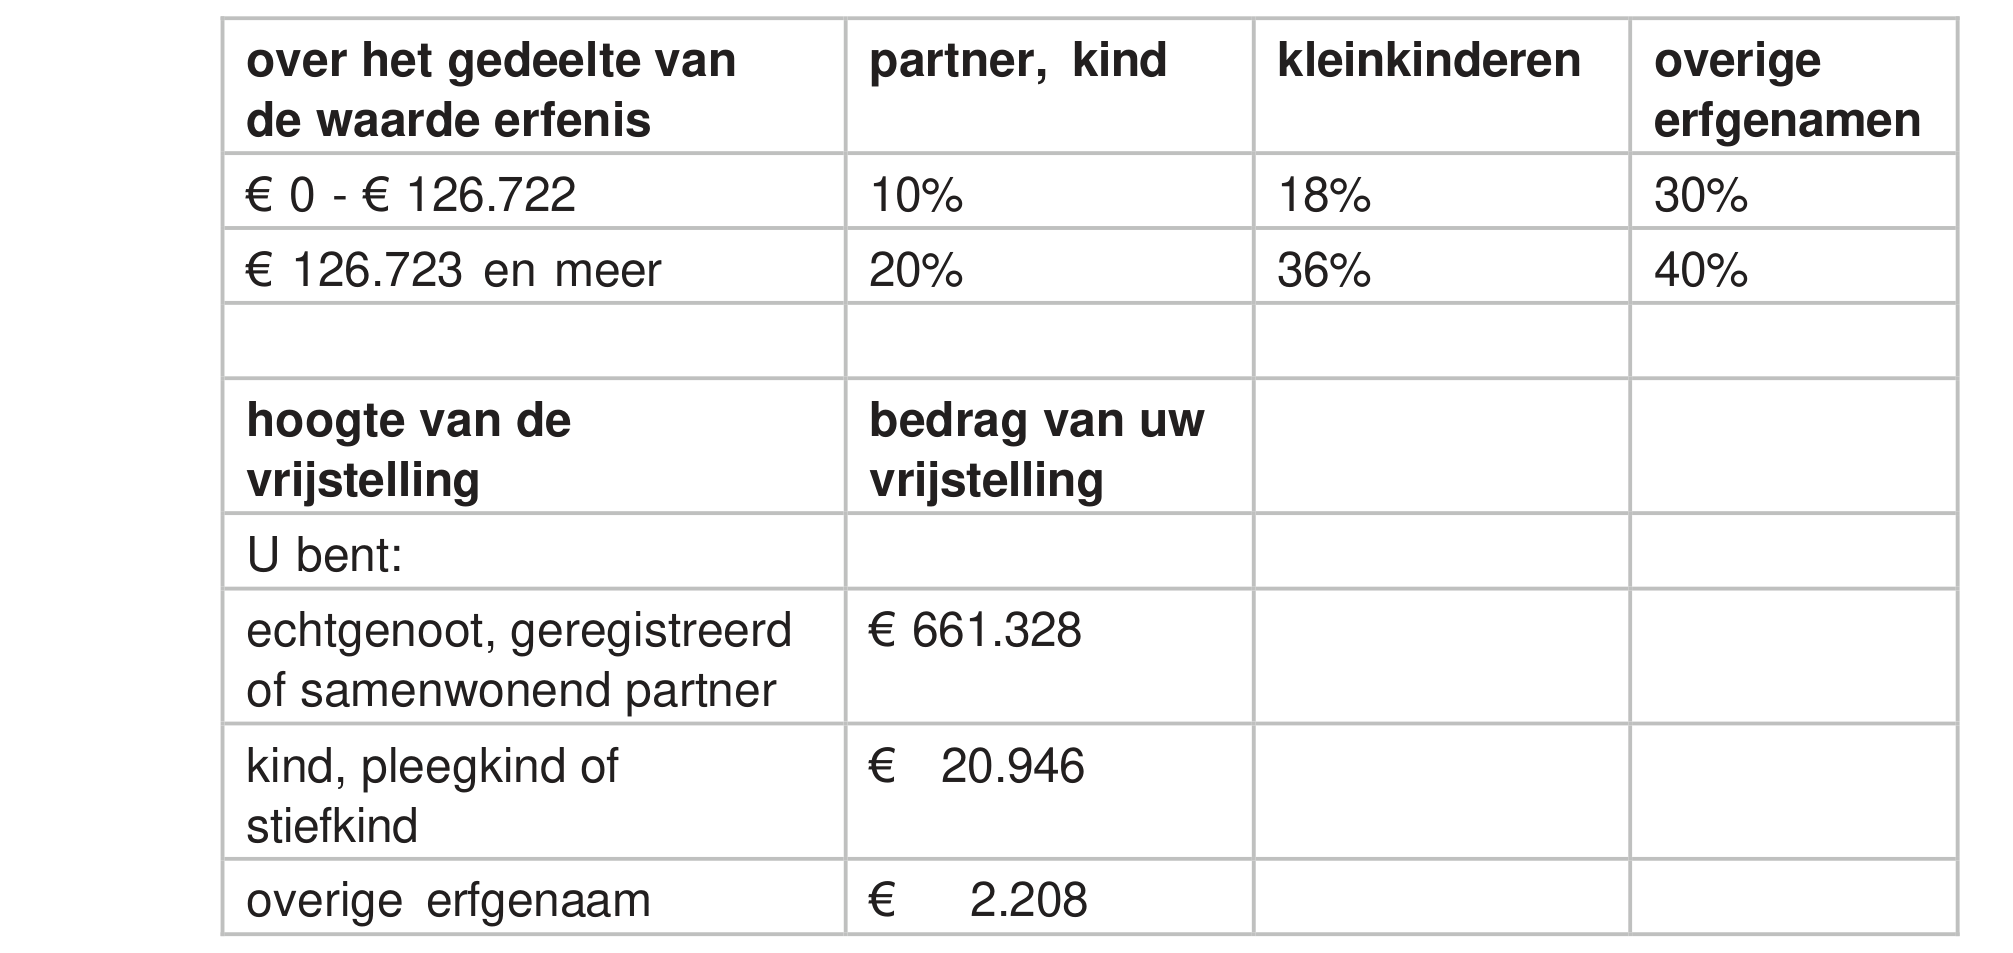 over het gedeelte van
de waarde erfenis
partner, kind
kleinkinderen
overige
erfgenamen
€ 0 - € 126.722
10%
18%
30%
€ 126.723 en meer
20%
36%
40%
hoogte van de
vrijstelling
bedrag van uw
vrijstelling
U bent:
echtgenoot, geregistreerd
of samenwonend partner
€ 661.328
kind, pleegkind of
stiefkind
€ 20.946
overige erfgenaam
€ 2.208